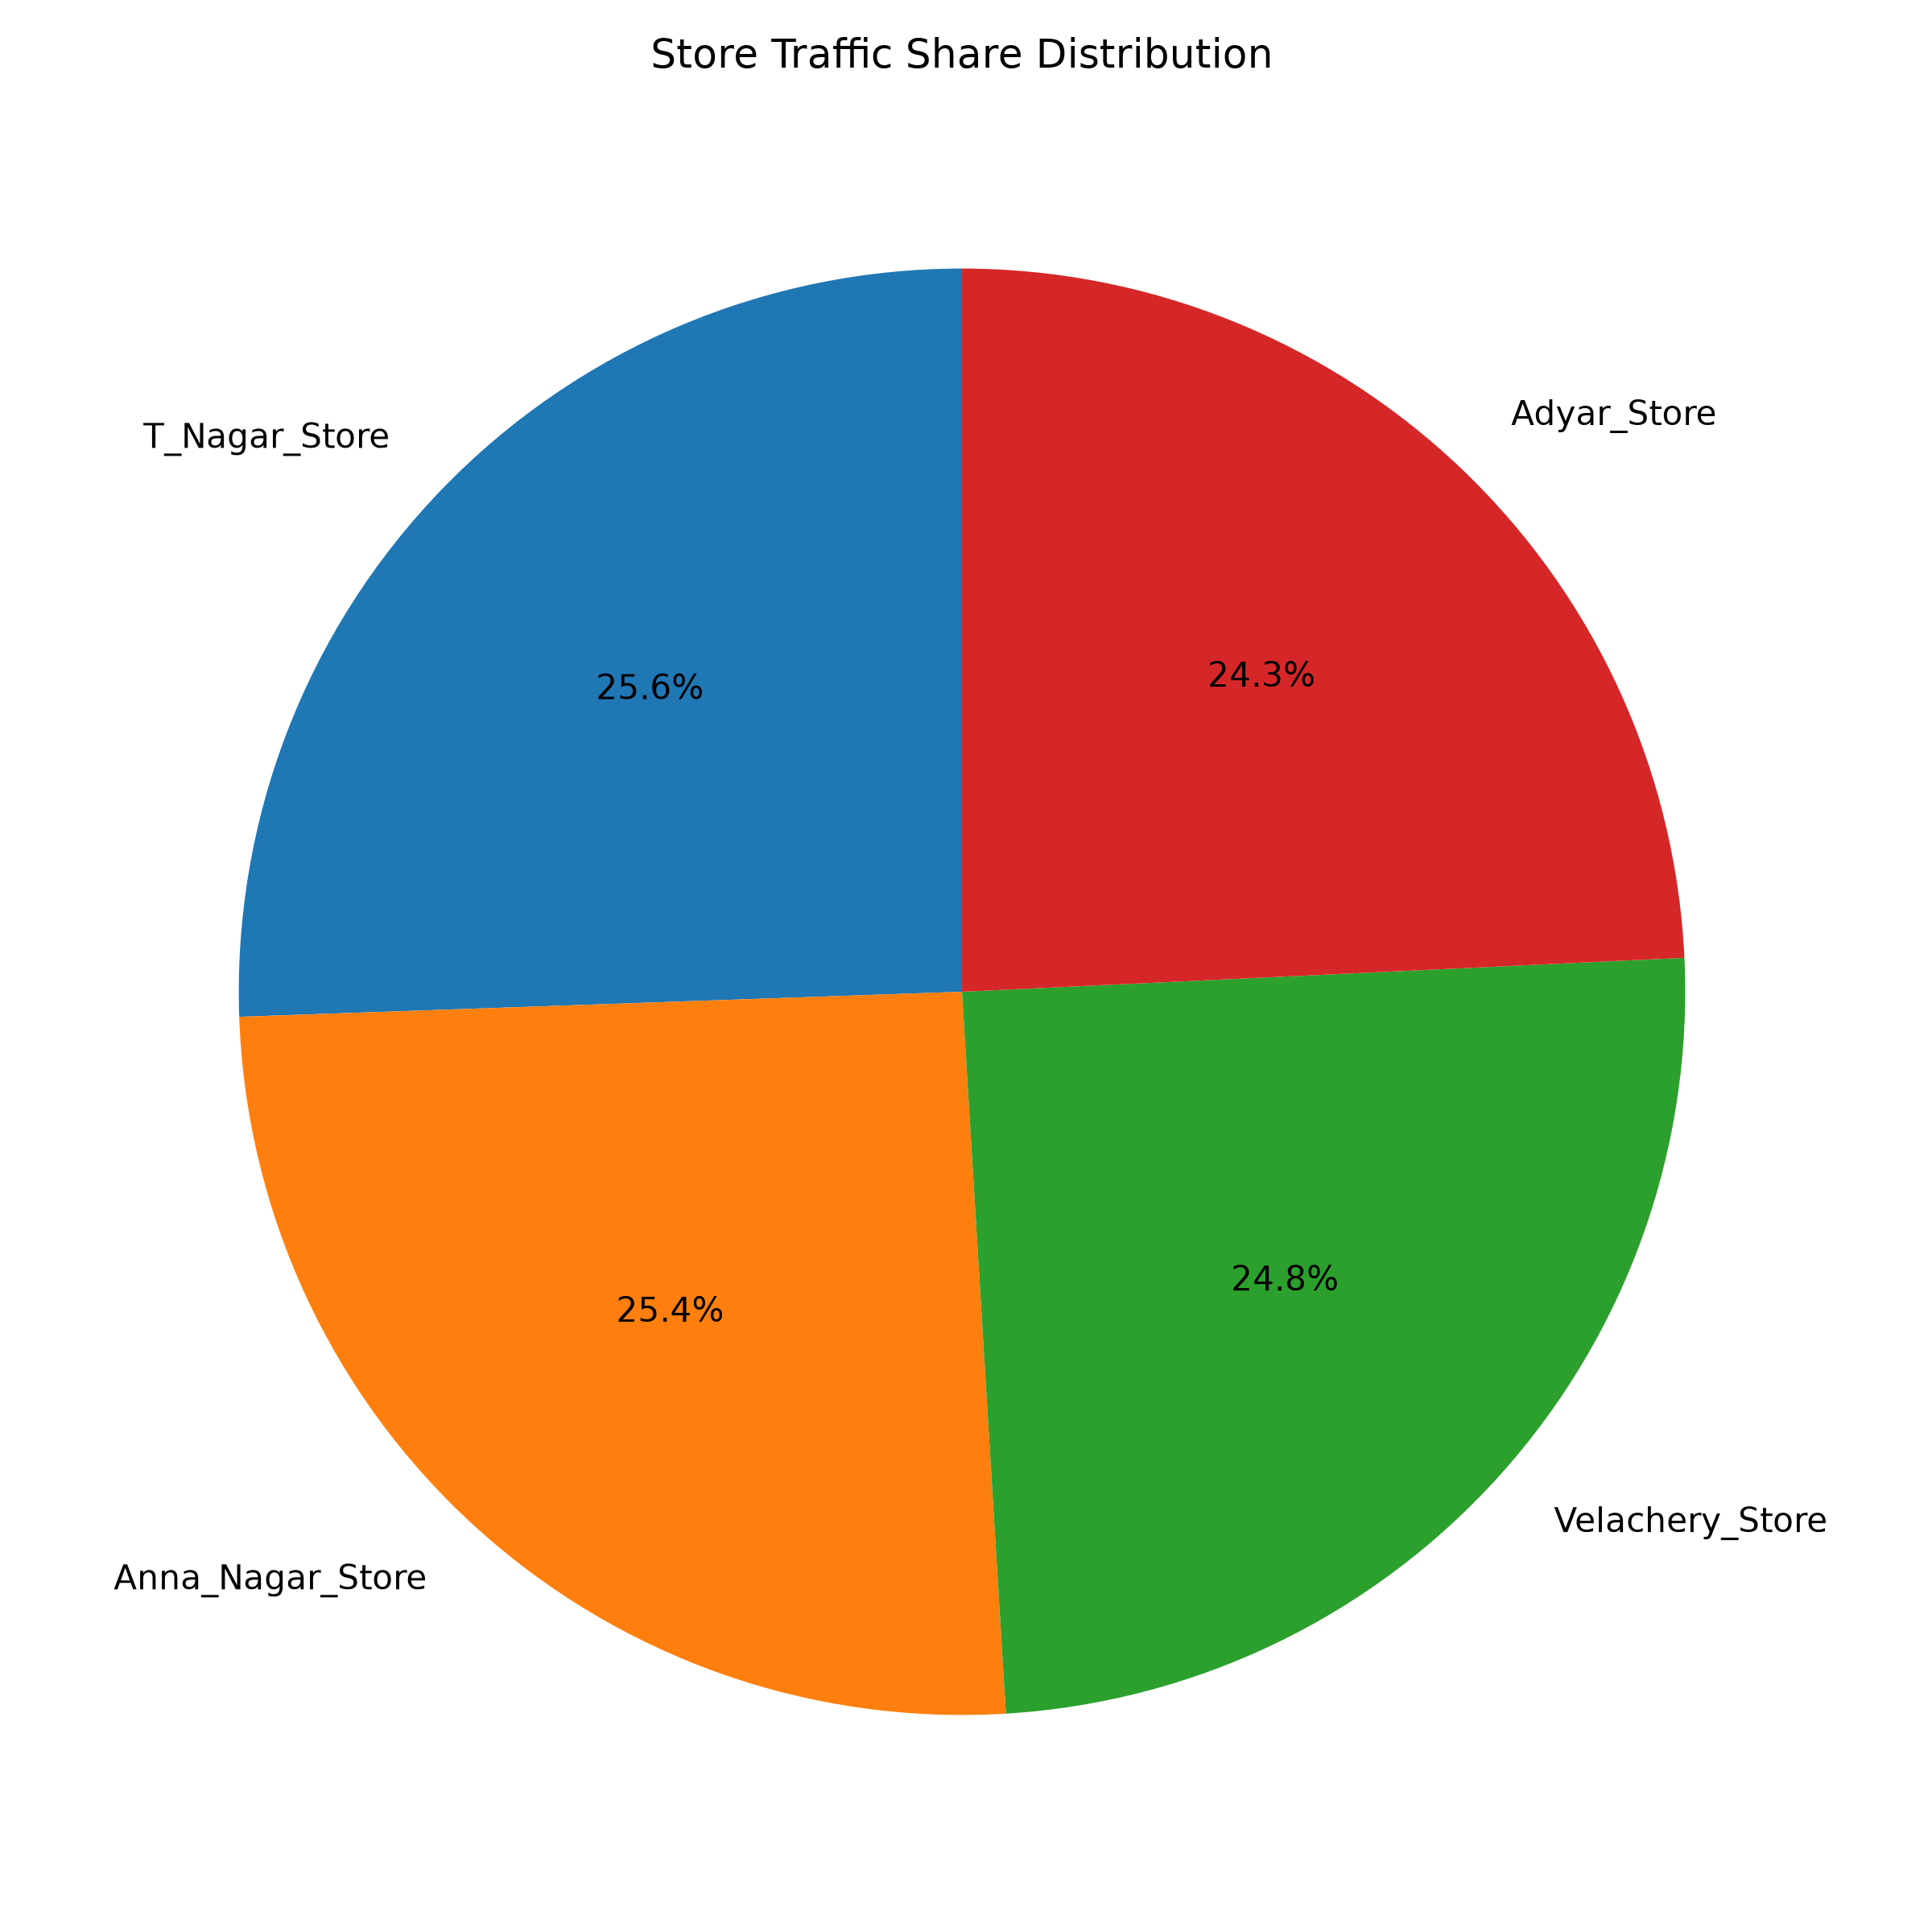 Store Traffic Share Distribution
Adyar_Store
T_Nagar_Store
24.3%
25.6%
24.8%
25.4%
Velachery_Store
Anna_Nagar_Store